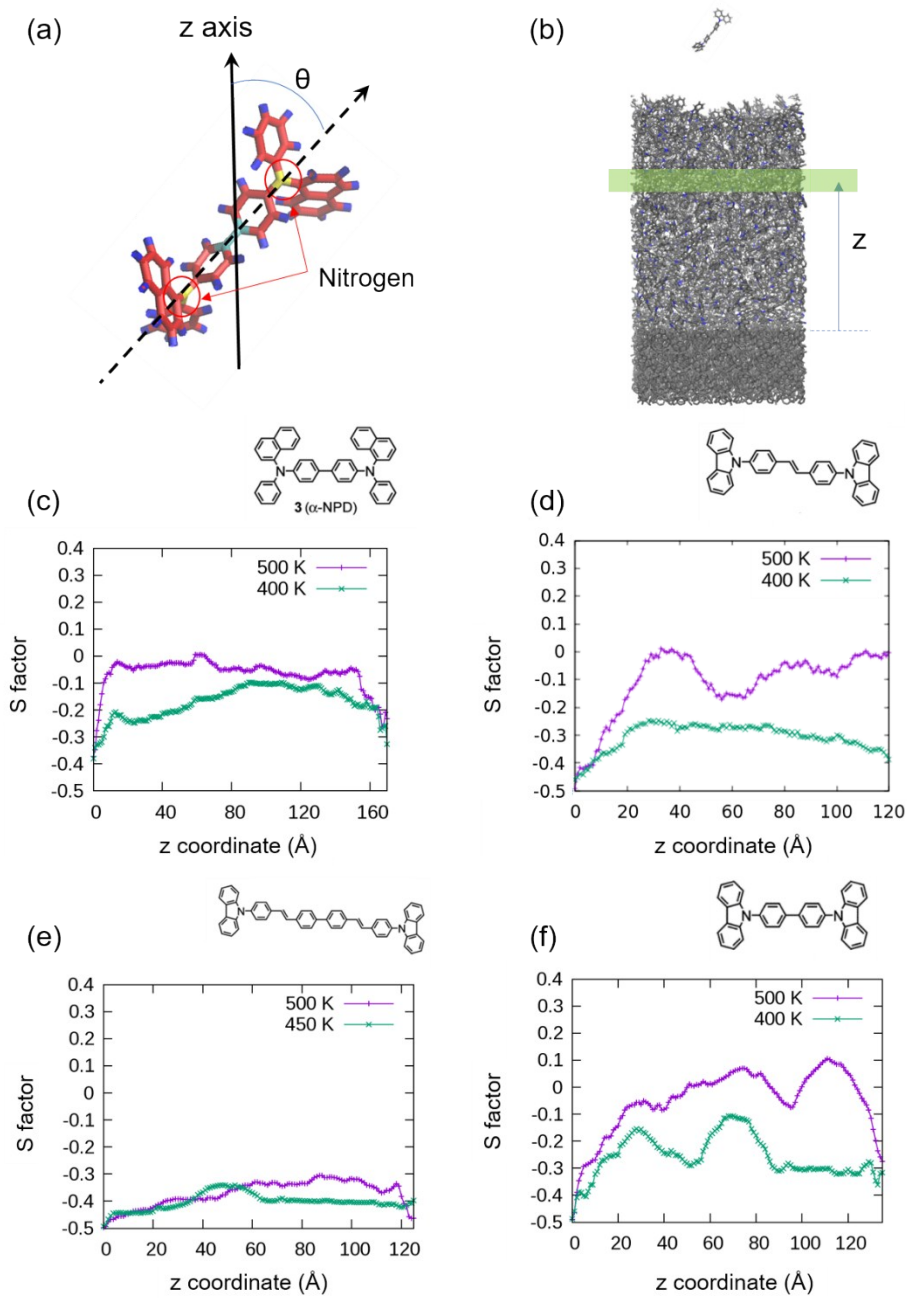 (a)
z axis
θ
Nitrogen
(b)
z
(c)
3 (α-NPD)
N
N
S factor
0.4
0.3
0.2
0.1
0
-0.1
-0.2
-0.3
-0.4
-0.5
500 K
400 K
0
40
80
120
160
z coordinate (Å)
(d)
N
N
S factor
0.4
0.3
0.2
0.1
0
-0.1
-0.2
-0.3
-0.4
-0.5
500 K
400 K
0
20
40
60
80
100
120
z coordinate (Å)
(e)
N
N
S factor
0.4
0.3
0.2
0.1
0
-0.1
-0.2
-0.3
-0.4
-0.5
500 K
450 K
0
20
40
60
80
100
120
z coordinate (Å)
(f)
N
N
S factor
0.4
0.3
0.2
0.1
0
-0.1
-0.2
-0.3
-0.4
-0.5
500 K
400 K
0
20
40
60
80
100
120
z coordinate (Å)